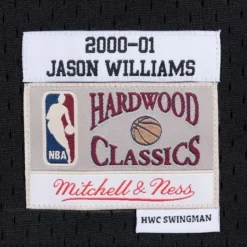 2000-01
JASON WILLIAMS
HARDWOOD
CLASSICS
NBA
Mitchell & Ness
HWC SWINGMAN